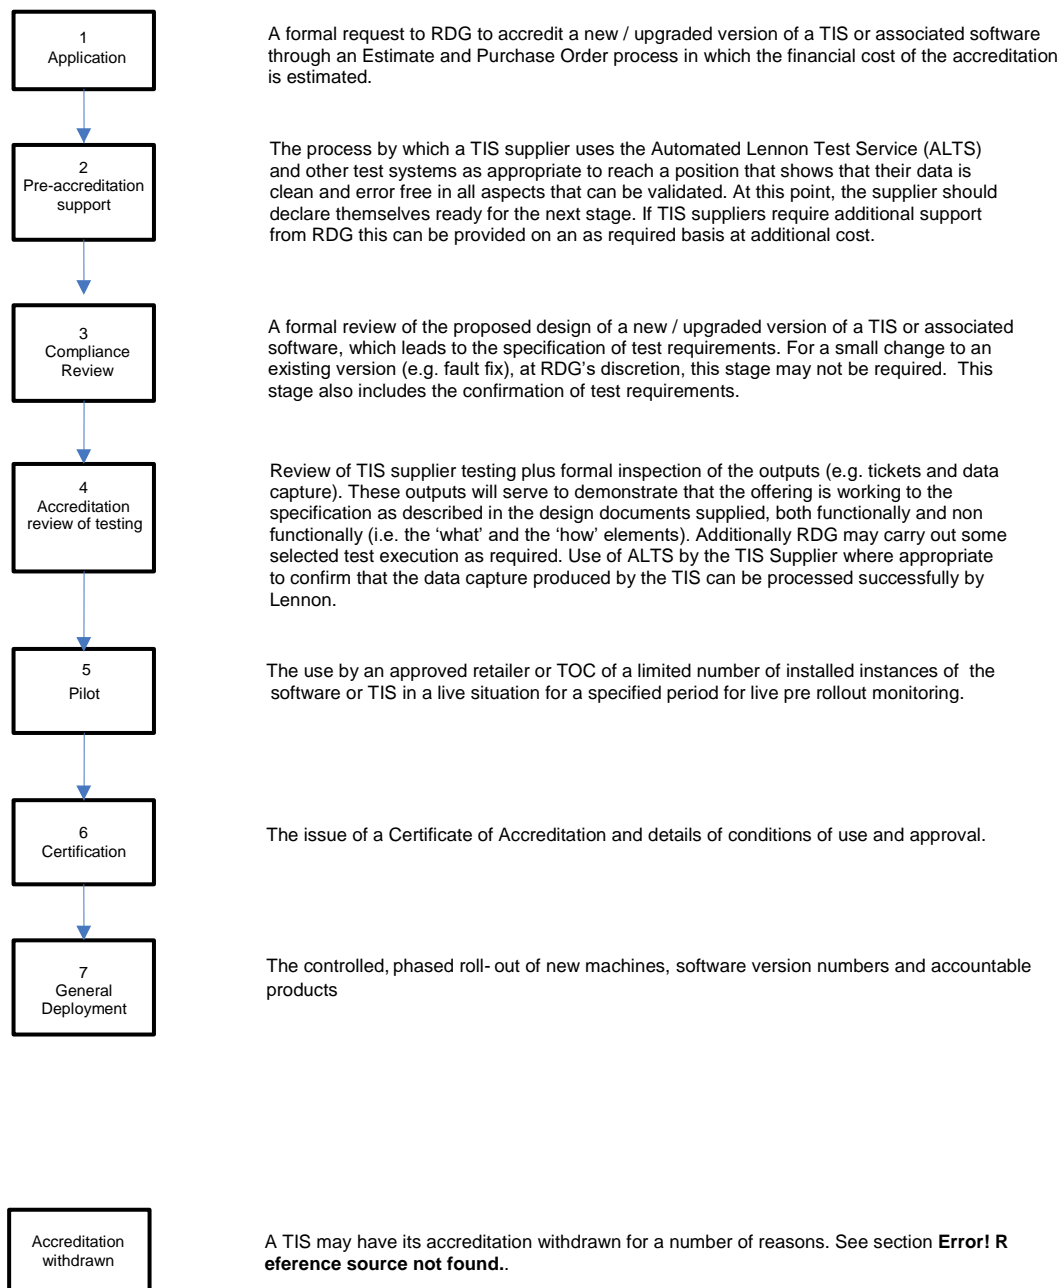 1
Application
A formal request to RDG to accredit a new / upgraded version of a TIS or associated software
through an Estimate and Purchase Order process in which the financial cost of the accreditation
is estimated.
2
Pre-accreditation
support
The process by which a TIS supplier uses the Automated Lennon Test Service (ALTS)
and other test systems as appropriate to reach a position that shows that their data is
clean and error free in all aspects that can be validated. At this point, the supplier should
declare themselves ready for the next stage. If TIS suppliers require additional support
from RDG this can be provided on an as required basis at additional cost.
3
Compliance
Review
A formal review of the proposed design of a new / upgraded version of a TIS or associated
software, which leads to the specification of test requirements. For a small change to an
existing version (e.g. fault fix), at RDG's discretion, this stage may not be required.  This
stage also includes the confirmation of test requirements.
4
Accreditation
review of testing
Review of TIS supplier testing plus formal inspection of the outputs (e.g. tickets and data
capture). These outputs will serve to demonstrate that the offering is working to the
specification as described in the design documents supplied, both functionally and non
functionally (i.e. the ‘what’ and the ‘how’ elements). Additionally RDG may carry out some
selected test execution as required. Use of ALTS by the TIS Supplier where appropriate
to confirm that the data capture produced by the TIS can be processed successfully by
Lennon.
5
Pilot
The use by an approved retailer or TOC of a limited number of installed instances of  the
software or TIS in a live situation for a specified period for live pre rollout monitoring.
6
Certification
The issue of a Certificate of Accreditation and details of conditions of use and approval.
7
General
Deployment
The controlled, phased roll- out of new machines, software version numbers and accountable
products
Accreditation
withdrawn
A TIS may have its accreditation withdrawn for a number of reasons. See section Error! R
eference source not found..